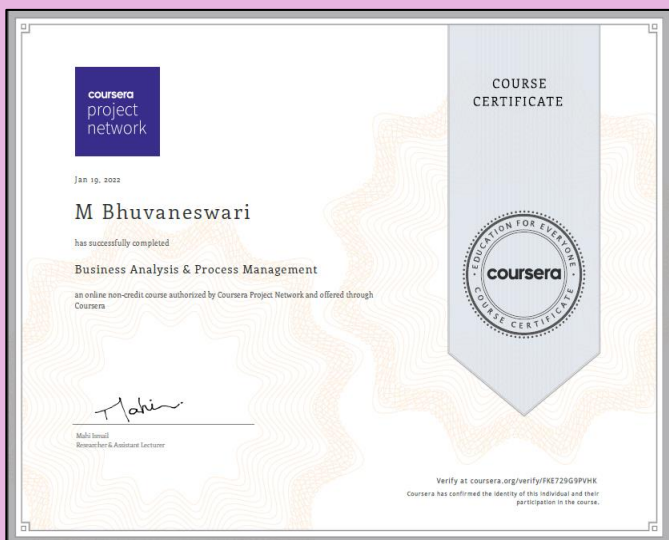 coursera
project
network
Jan 19, 2022
M Bhuvaneswari
has successfully completed
Business Analysis & Process Management
an online non-credit course authorized by Coursera Project Network and offered through
Coursera
Mahi
Mahi Ismail
Researcher & Assistant Lecturer
COURSE
CERTIFICATE
EDUCATION FOR EVERYONE
coursera
COURSE CERTIFICATE
Verify at coursera.org/verify/FKE729G9PVHK
Coursera has confirmed the identity of this individual and their
participation in the course.